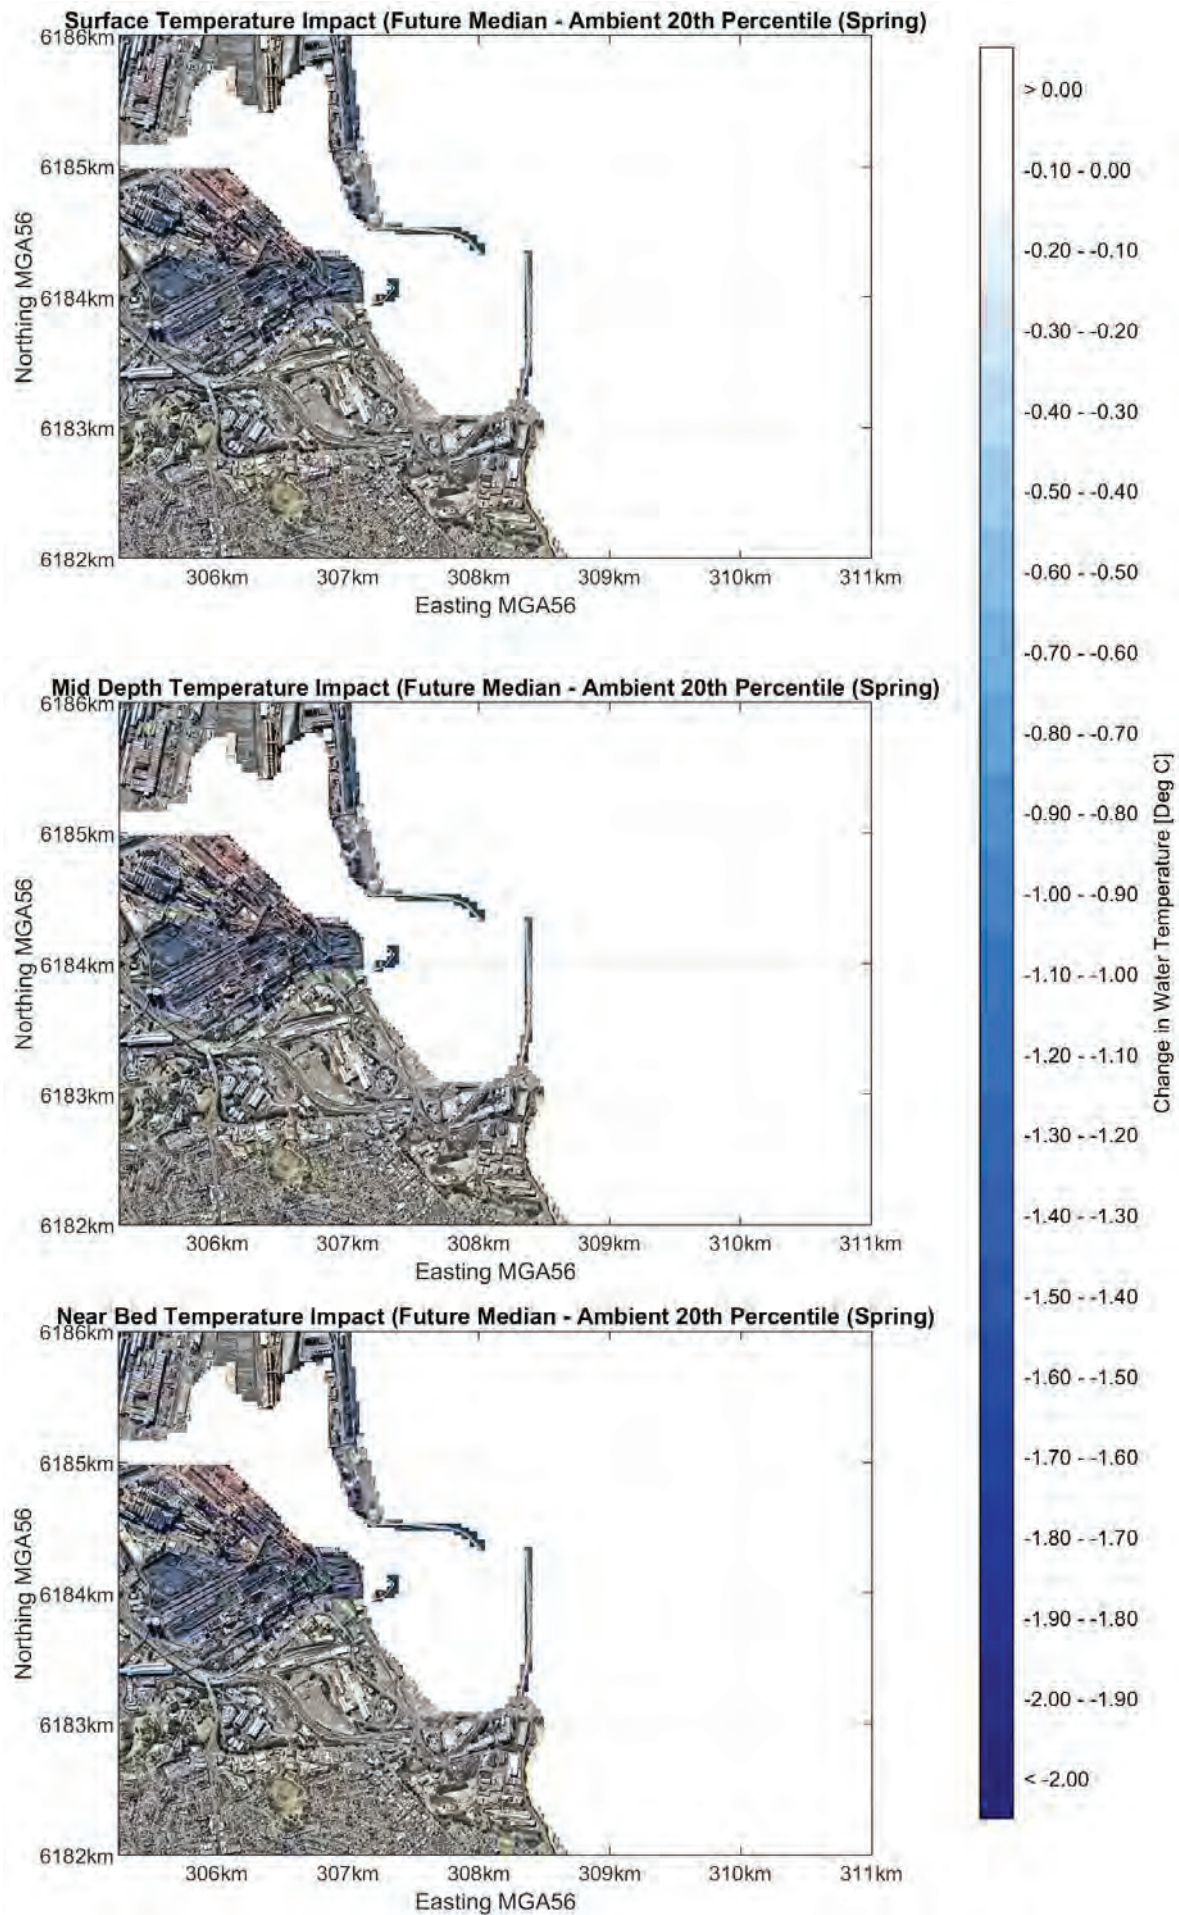 Surface Temperature Impact (Future Median - Ambient 20th Percentile (Spring)
6186km
6185km
6184km
6183km
6182km
Northing MGA56
306km 307km 308km 309km 310km 311km
Easting MGA56
Mid Depth Temperature Impact (Future Median - Ambient 20th Percentile (Spring)
6186km
6185km
6184km
6183km
6182km
Northing MGA56
306km 307km 308km 309km 310km 311km
Easting MGA56
Near Bed Temperature Impact (Future Median - Ambient 20th Percentile (Spring)
6186km
6185km
6184km
6183km
6182km
Northing MGA56
306km 307km 308km 309km 310km 311km
Easting MGA56
> 0.00
-0.10 - 0.00
-0.20 - -0.10
-0.30 - -0.20
-0.40 - -0.30
-0.50 - -0.40
-0.60 - -0.50
-0.70 - -0.60
-0.80 - -0.70
-0.90 - -0.80
-1.00 - -0.90
-1.10 - -1.00
-1.20 - -1.10
-1.30 - -1.20
-1.40 - -1.30
-1.50 - -1.40
-1.60 - -1.50
-1.70 - -1.60
-1.80 - -1.70
-1.90 - -1.80
-2.00 - -1.90
< -2.00
Change in Water Temperature [Deg C]